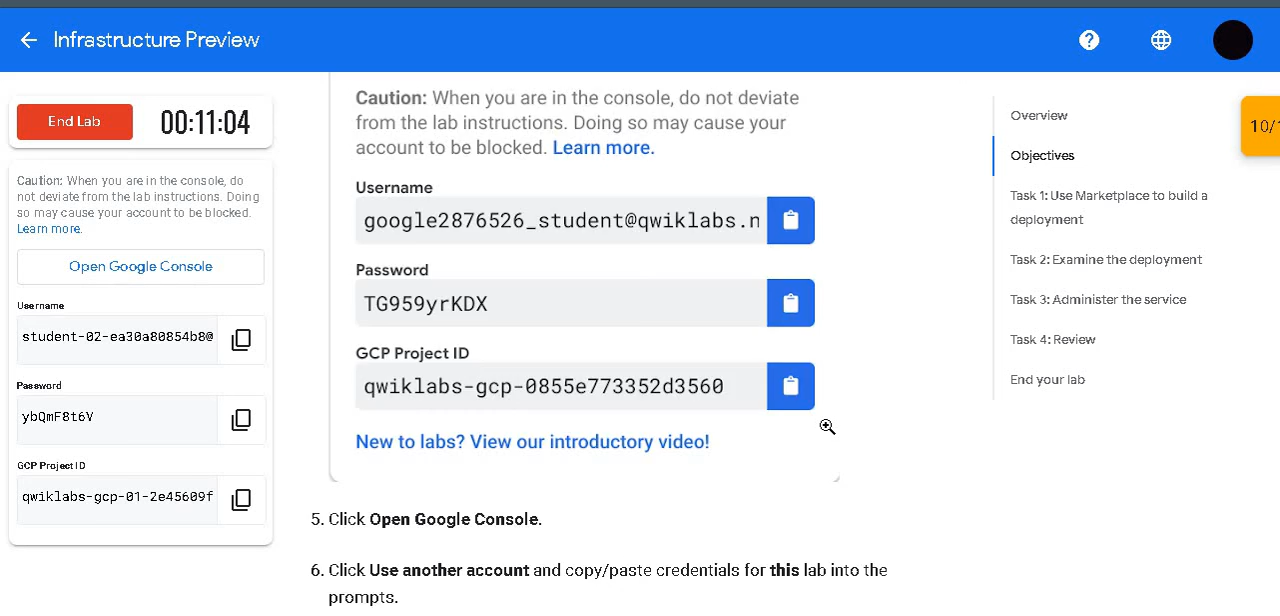 Infrastructure Preview
End Lab
00:11:04
Caution: When you are in the console, do
not deviate from the lab instructions. Doing
so may cause your account to be blocked.
Learn more.
Open Google Console
Username
student-02-ea30a80854b8@
Password
ybQmF8t6V
GCP Project ID
qwiklabs-gcp-01-2e45609f
Caution: When you are in the console, do not deviate
from the lab instructions. Doing so may cause your
account to be blocked. Learn more.
Username
google2876526_student@qwiklabs.n
Password
TG959yrKDX
GCP Project ID
qwiklabs-gcp-0855e773352d3560
New to labs? View our introductory video!
5. Click Open Google Console.
6. Click Use another account and copy/paste credentials for this lab into the
prompts.
Overview
Objectives
Task 1: Use Marketplace to build a
deployment
Task 2: Examine the deployment
Task 3: Administer the service
Task 4: Review
End your lab
10/